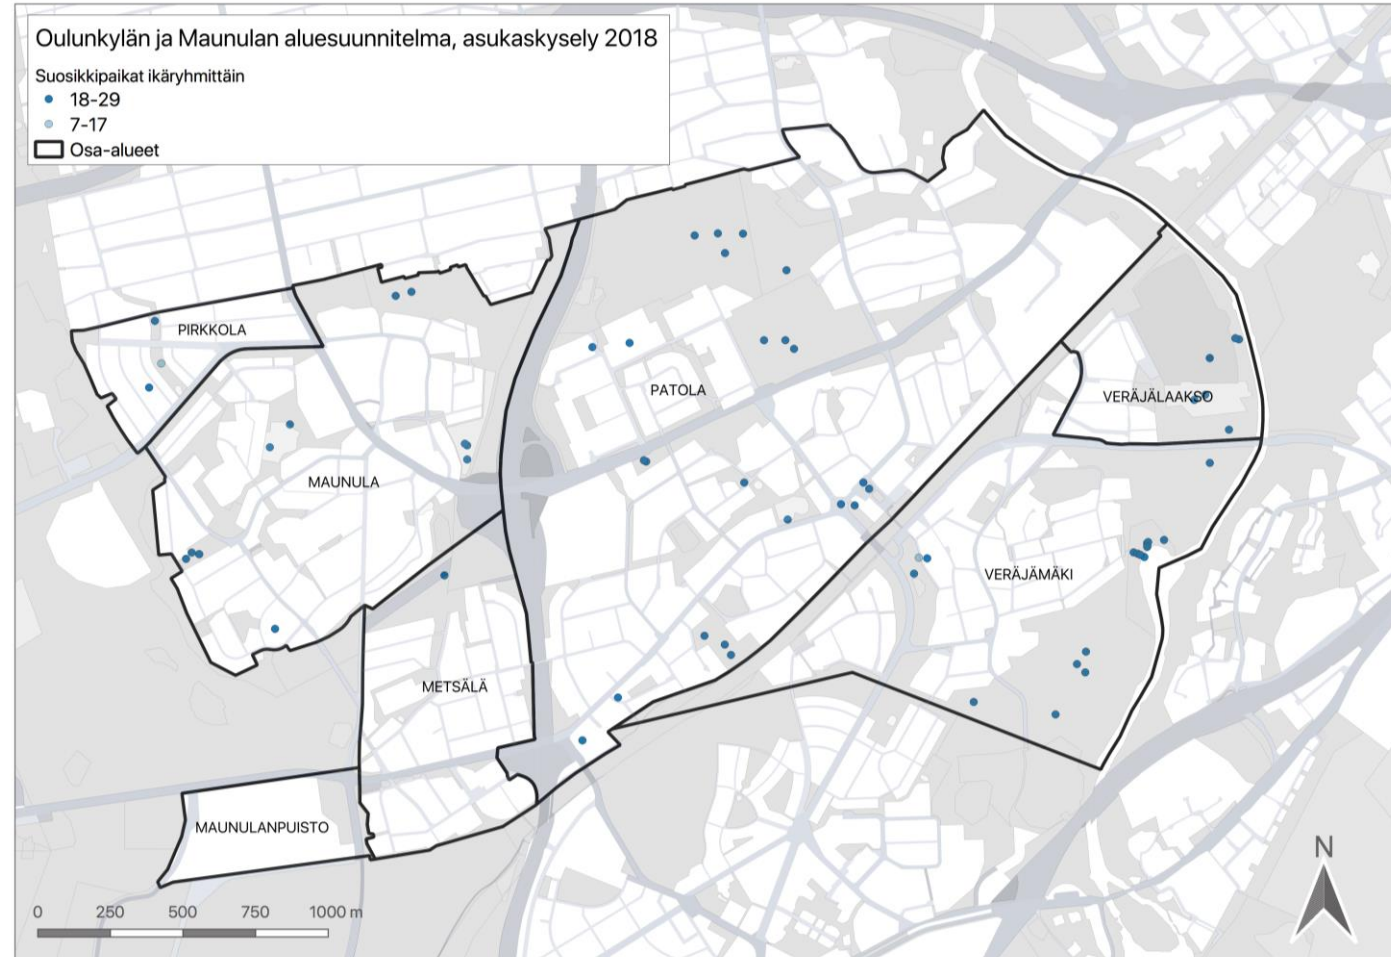 Oulunkylän ja Maunulan aluesuunnitelma, asukaskysely 2018
Suosikkipaikat ikäryhmittäin
18-29
7-17
Osa-alueet
PIRKKOLA
PATOLA
VERÄJÄLAAKSO
MAUNULA
VERÄJÄMÄKI
METSÄLÄ
MAUNULANPUISTO
N
0 250 500 750 1000 m